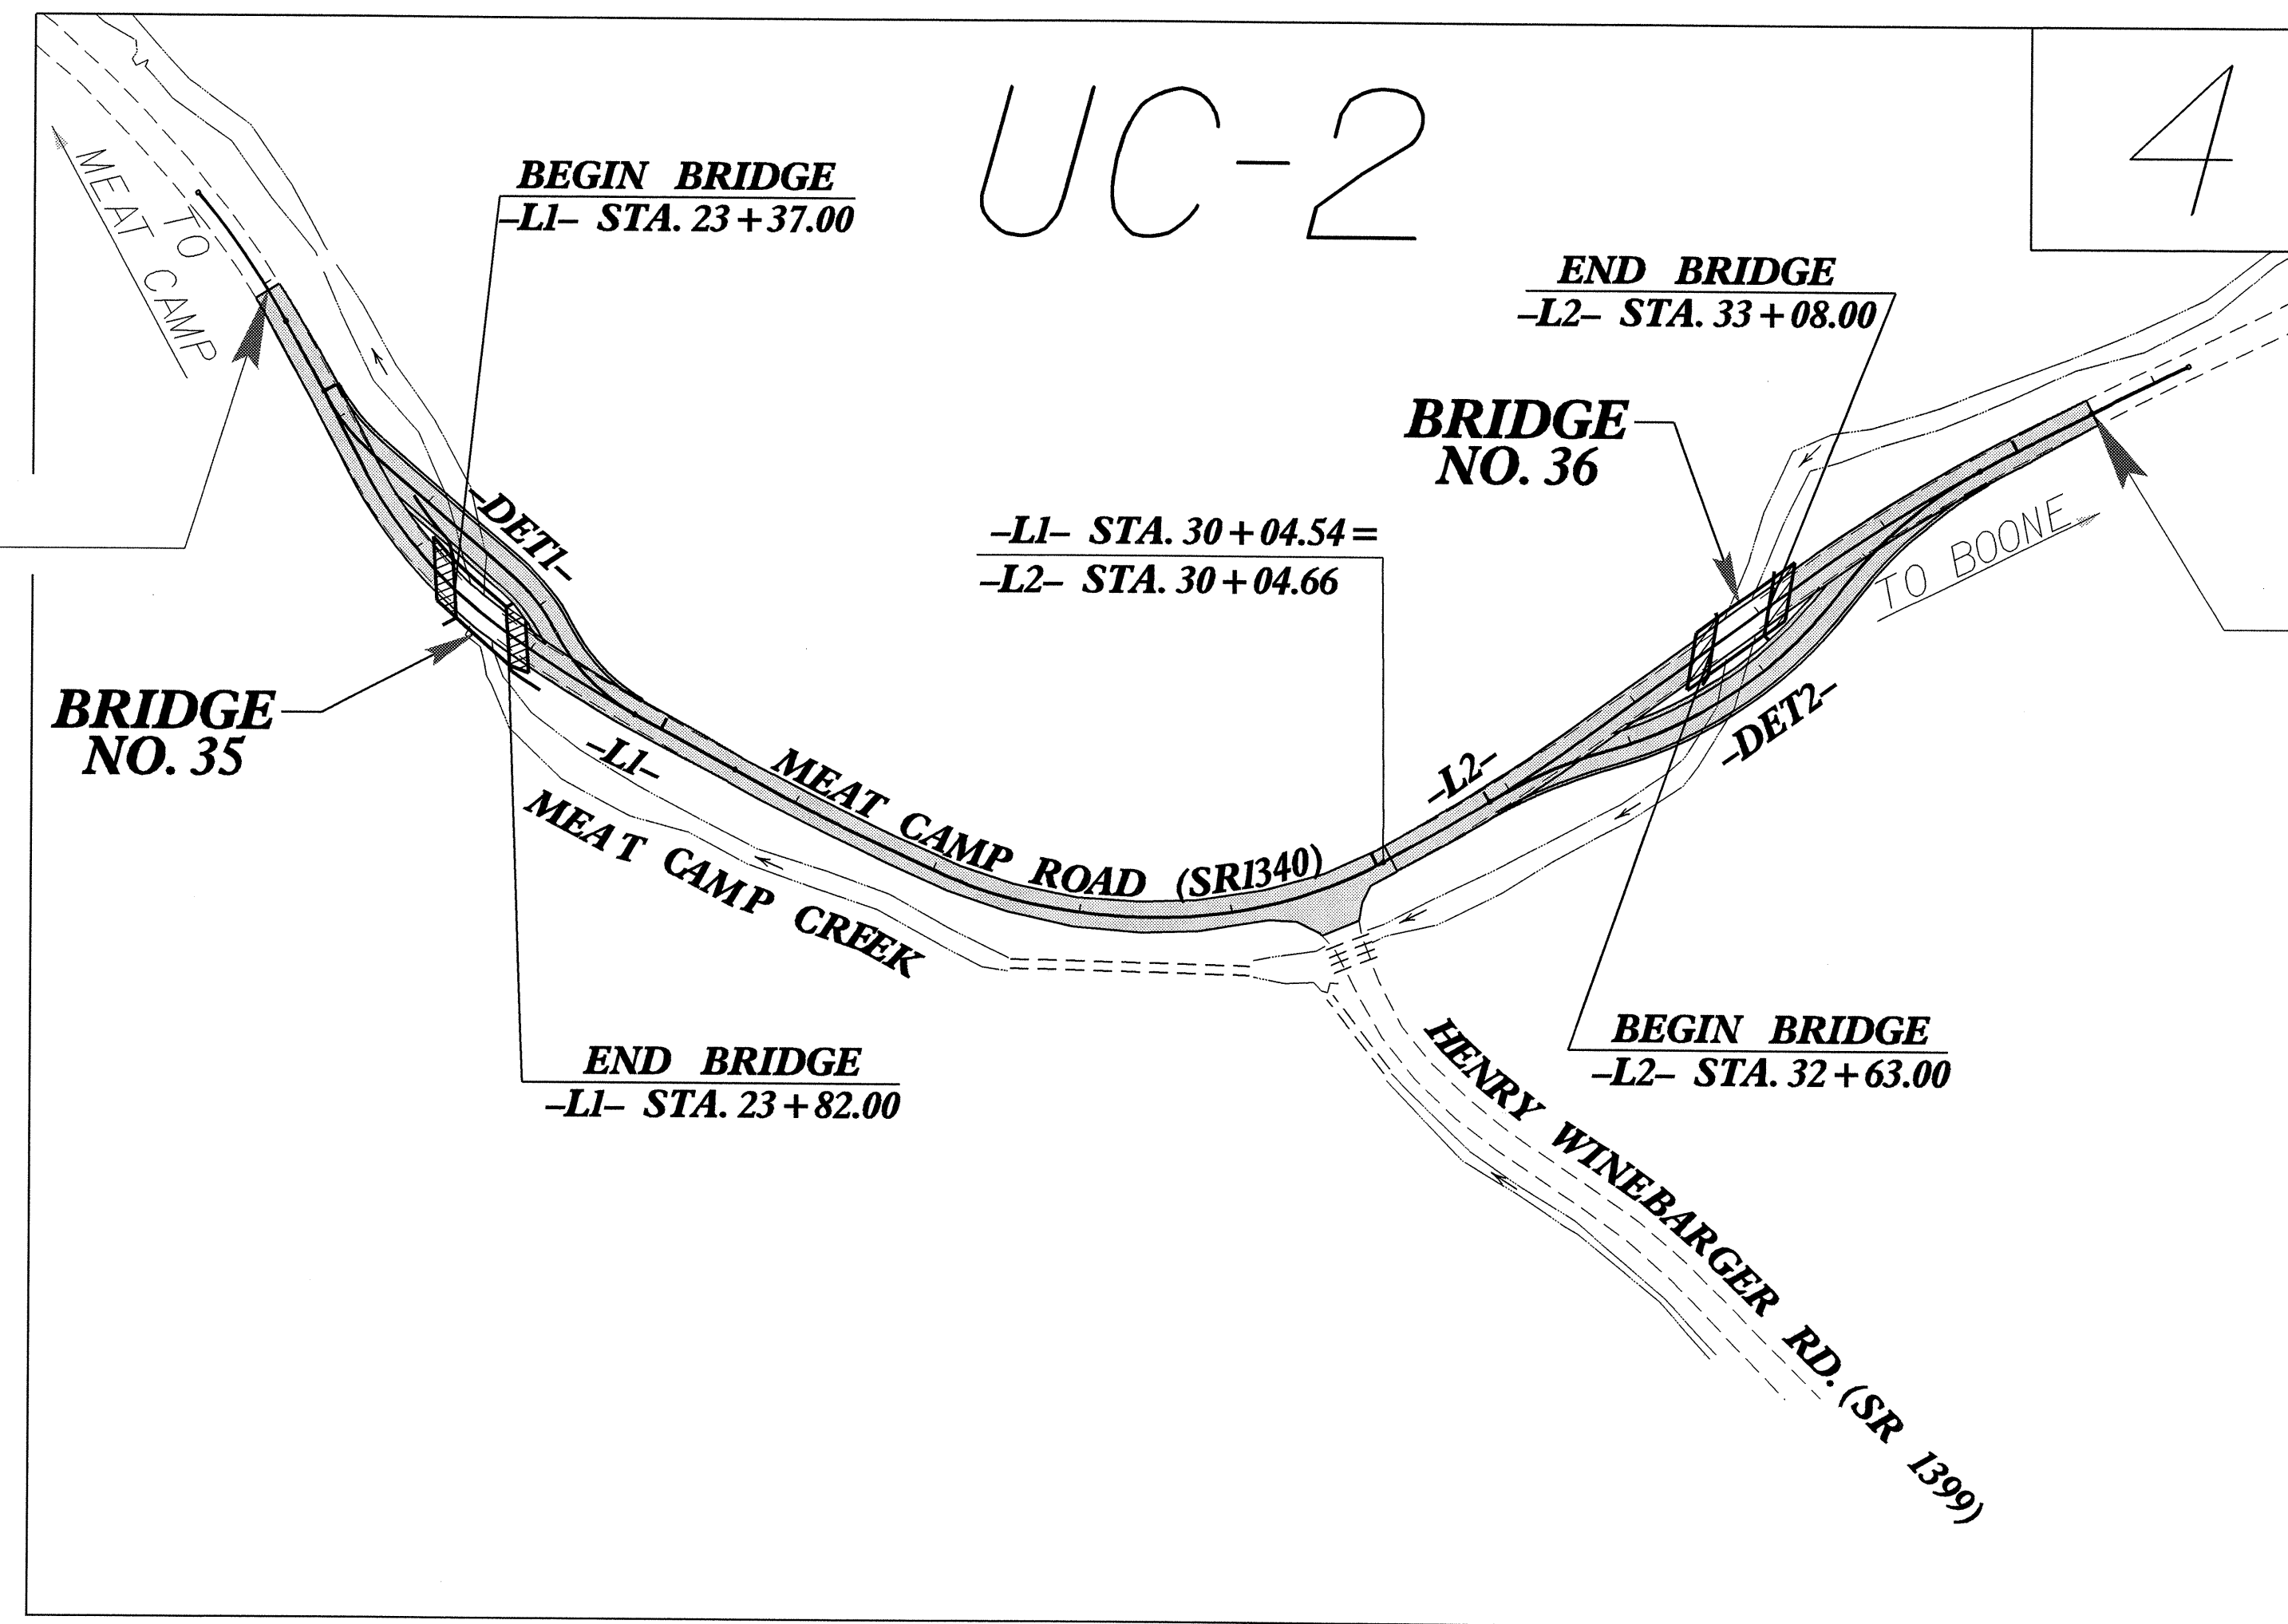 UC-2
4
TO
MEAT CAMP
BEGIN BRIDGE
-L1- STA. 23+37.00
END BRIDGE
-L2- STA. 33+08.00
BRIDGE
NO. 36
-DET1-
-L1- STA. 30+04.54=
-L2- STA. 30+04.66
TO BOONE
BRIDGE
NO. 35
-L1-
-L2-
-DET2-
MEAT CAMP ROAD (SR1340)
MEAT CAMP CREEK
END BRIDGE
-L1- STA. 23+82.00
BEGIN BRIDGE
-L2- STA. 32+63.00
HENRY WINEBARGER RD. (SR 1399)